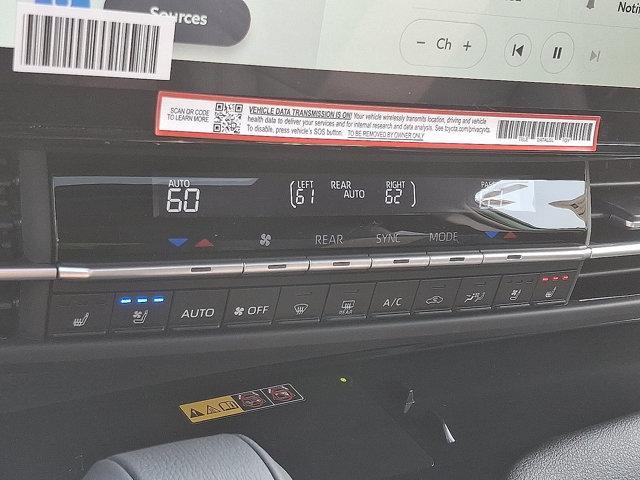 Sources
Ch
SCAN QR CODE
TO LEARN MORE
VEHICLE DATA TRANSMISSION IS ON! Your vehicle wirelessly transmits location, driving and vehicle
health data to deliver your services and for internal research and data analysis. See toyota.com/privacyvts.
To disable, press vehicle's SOS button. TO BE REMOVED BY OWNER ONLY
AUTO
60
LEFT
61
REAR
AUTO
RIGHT
62
REAR
SYNC
MODE
AUTO
OFF
REAR
A/C